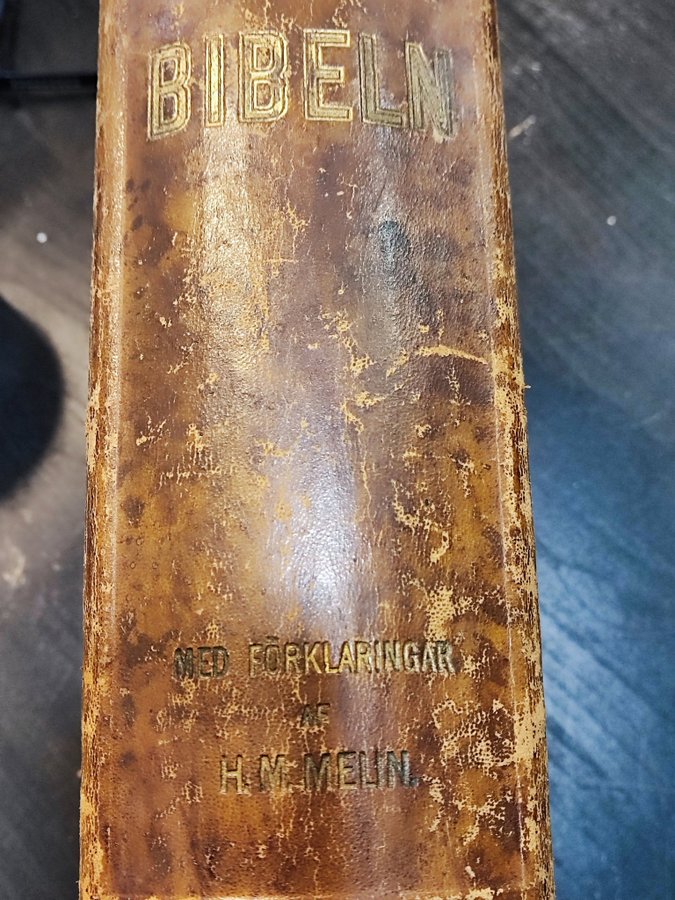 BIBELN
MED FÖRKLARINGAR
AF
H. M. MELIN.